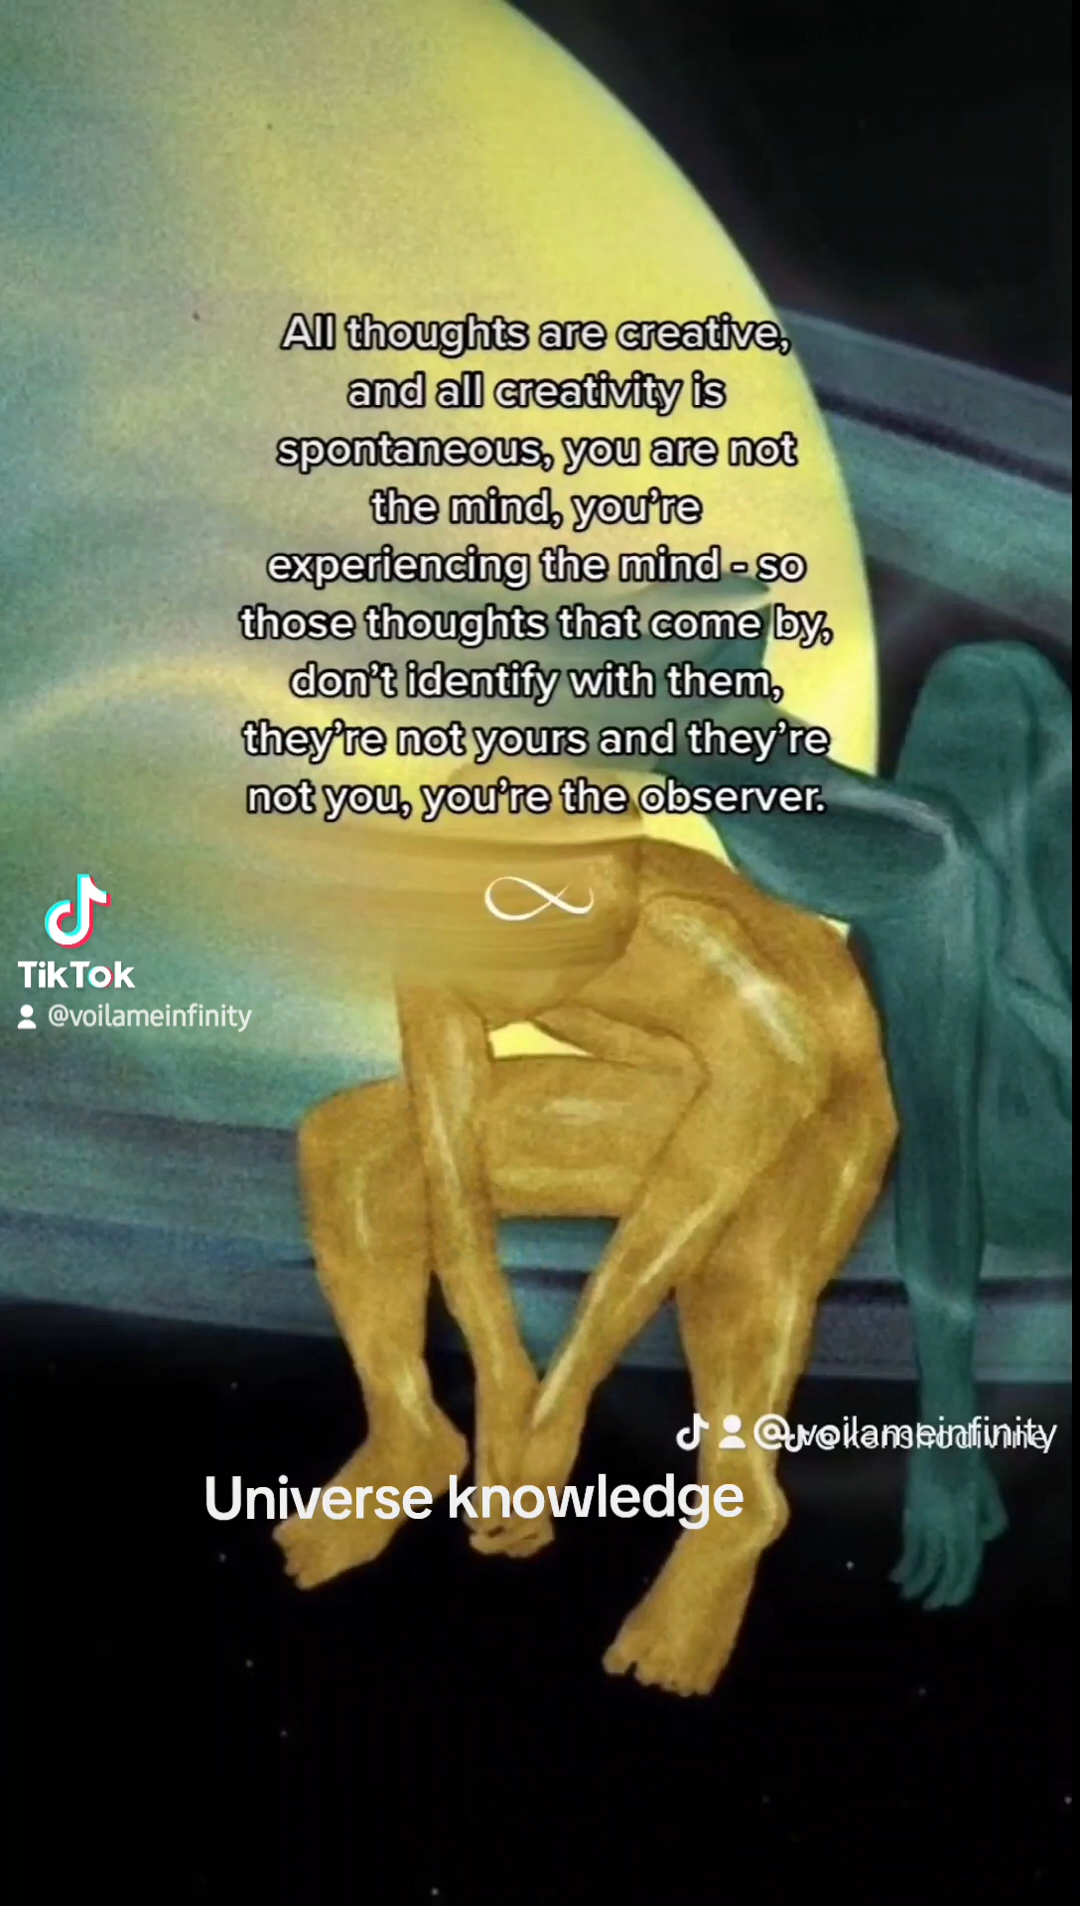 All thoughts are creative,
and all creativity is
spontaneous, you are not
the mind, you're
experiencing the mind - so
those thoughts that come by,
don't identify with them,
they're not yours and they're
not you, you're the observer.
TikTok
@voilameinfinity
@voilameinfinity
Universe knowledge